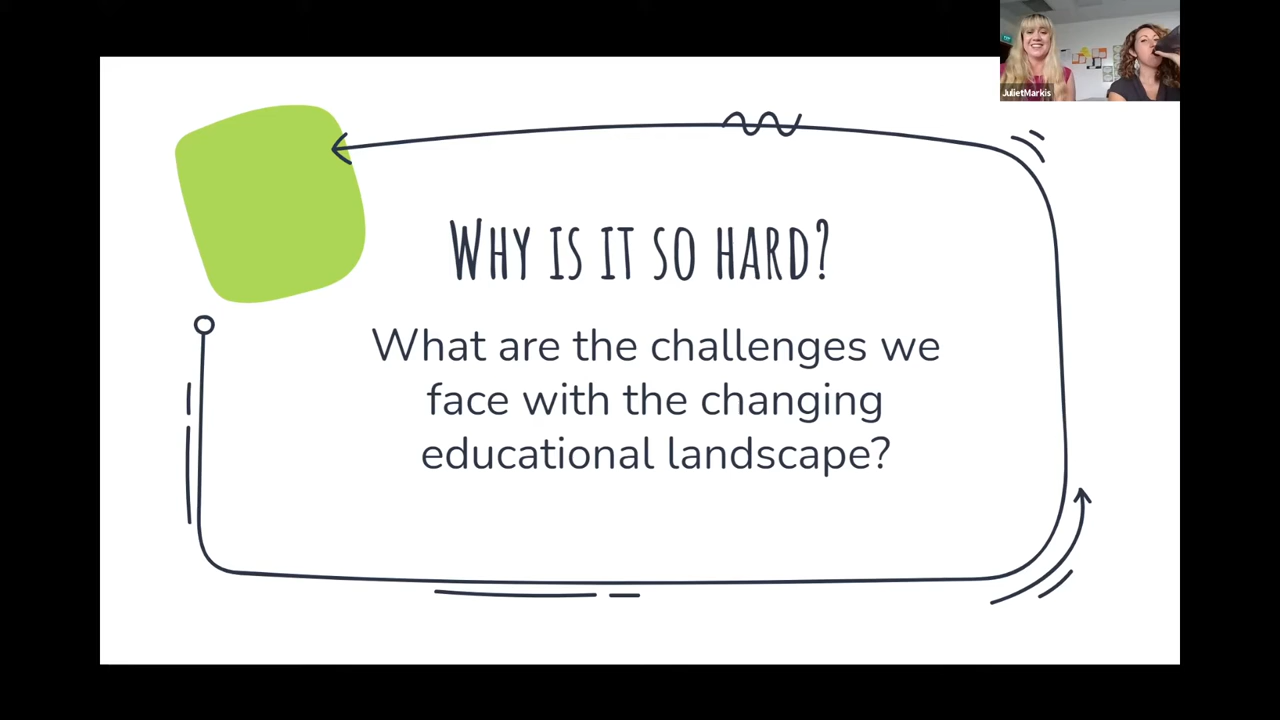 JulietMarkis
WHY IS IT SO HARD?
What are the challenges we
face with the changing
educational landscape?